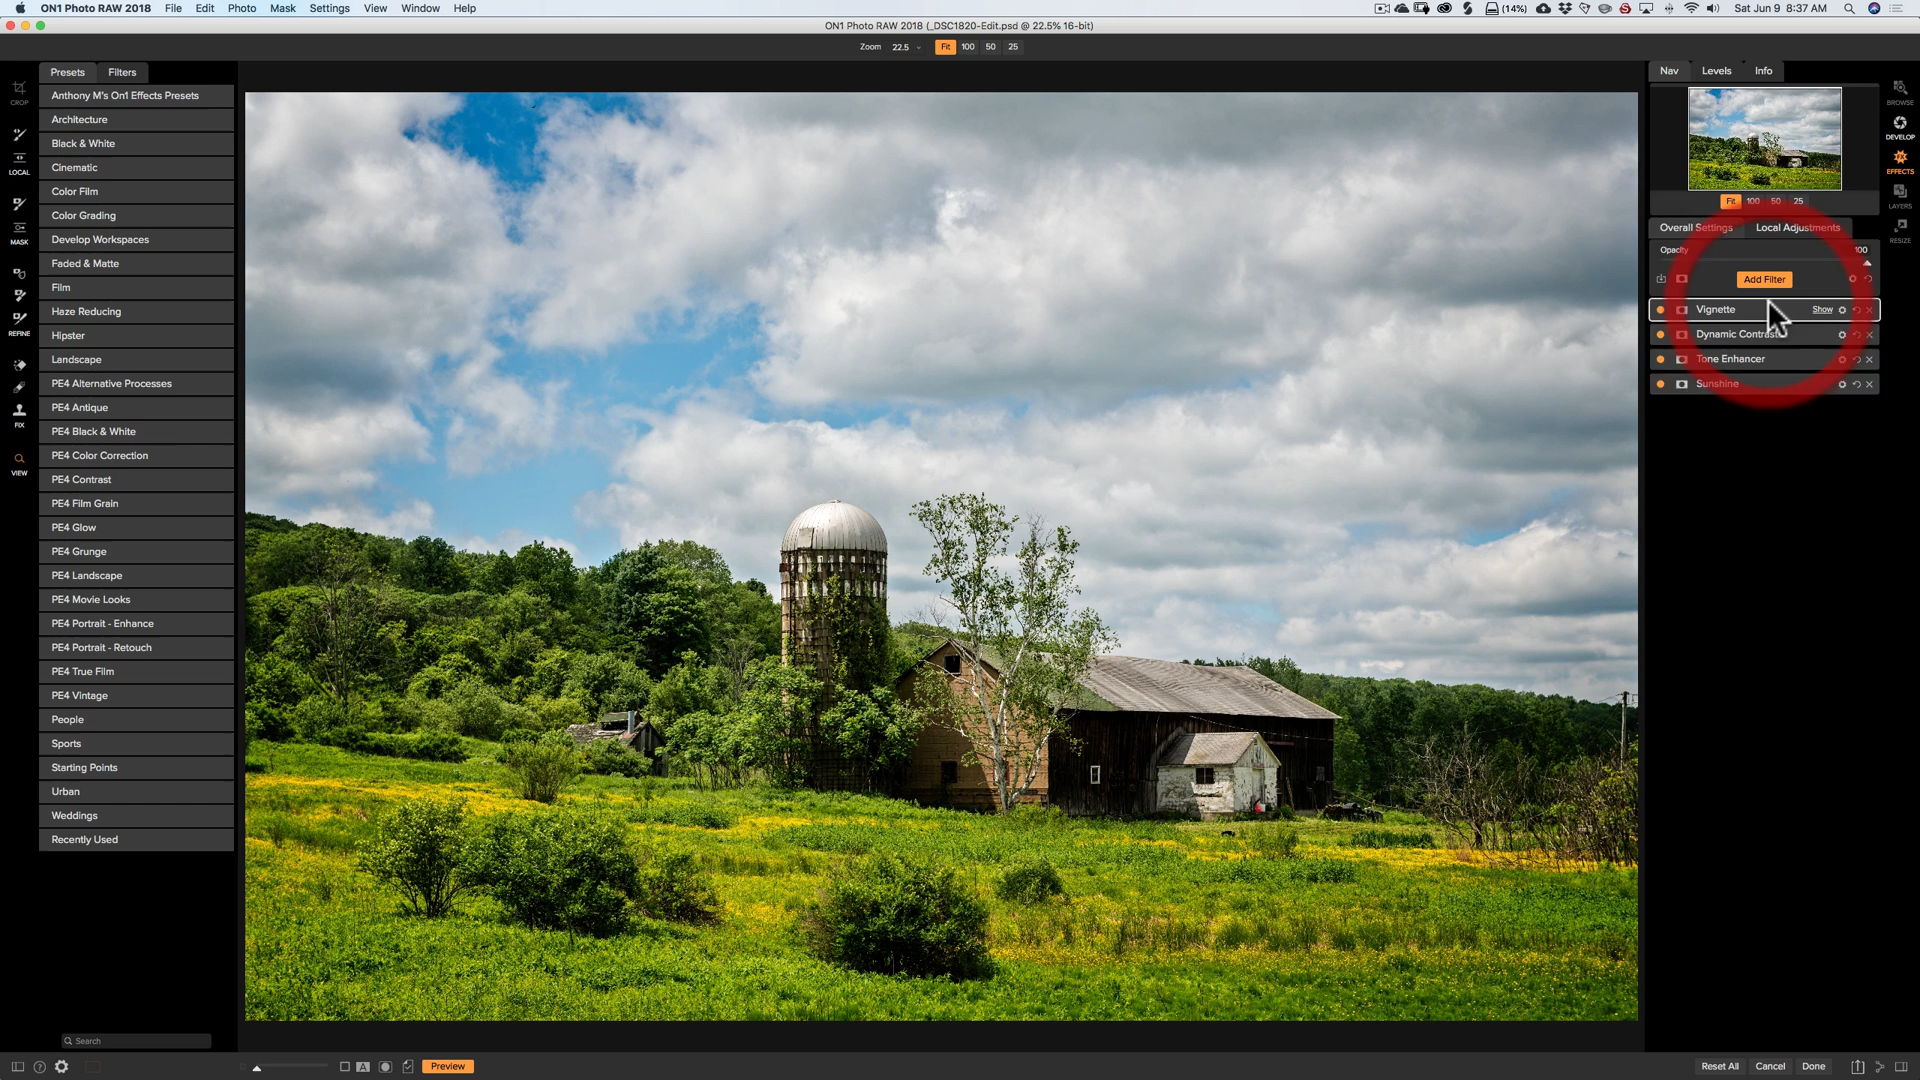 ON1 Photo RAW 2018 File Edit Photo Mask Settings View Window Help (14%) Sat Jun 9 8:37 AM
ON1 Photo RAW 2018 (_DSC1820-Edit.psd @ 22.5% 16-bit)
Zoom 22.5 Fit 100 50 25
Presets Filters
Anthony M's On1 Effects Presets
Architecture
Black & White
Cinematic
Color Film
Color Grading
Develop Workspaces
Faded & Matte
Film
Haze Reducing
Hipster
Landscape
PE4 Alternative Processes
PE4 Antique
PE4 Black & White
PE4 Color Correction
PE4 Contrast
PE4 Film Grain
PE4 Glow
PE4 Grunge
PE4 Landscape
PE4 Movie Looks
PE4 Portrait - Enhance
PE4 Portrait - Retouch
PE4 True Film
PE4 Vintage
People
Sports
Starting Points
Urban
Weddings
Recently Used
Search
CROP
LOCAL
MASK
REFINE
FIX
VIEW
Nav Levels Info
Fit 100 50 25
Overall Settings Local Adjustments
Opacity 100
Add Filter
Vignette Show
Dynamic Contrast
Tone Enhancer
Sunshine
BROWSE
DEVELOP
FX
EFFECTS
LAYERS
RESIZE
A Preview
Reset All Cancel Done